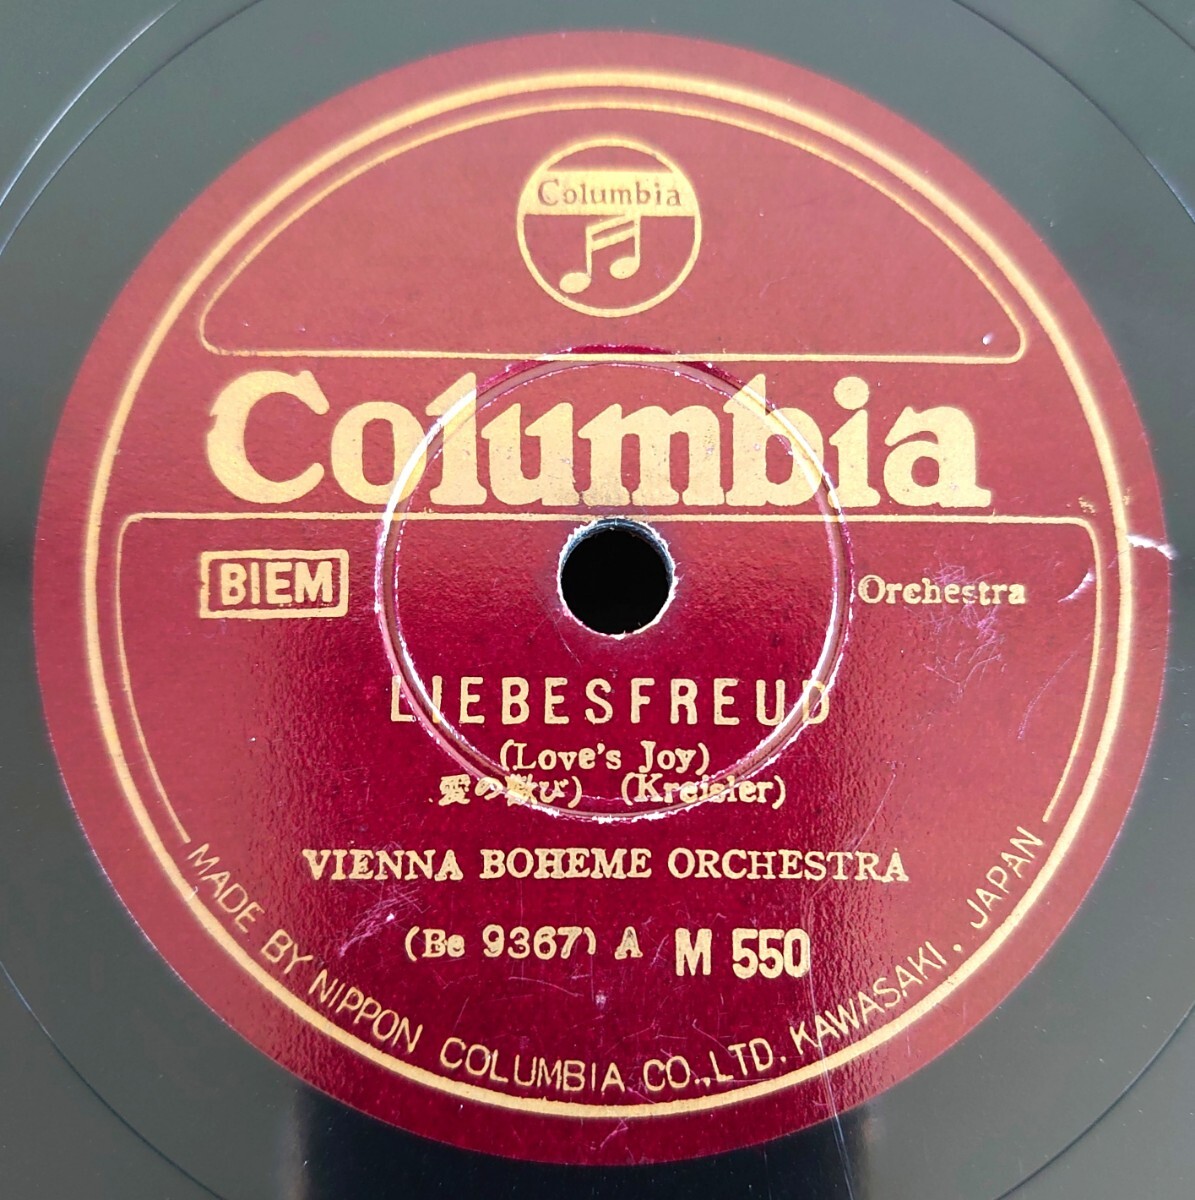 Columbia
Columbia
BIEM
Orchestra
LIEBESFREUD
(Love's Joy)
愛の歓び) (Kreisler)
VIENNA BOHEME ORCHESTRA
(Be 9367) A M 550
MADE BY NIPPON COLUMBIA CO., LTD. KAWASAKI, JAPAN